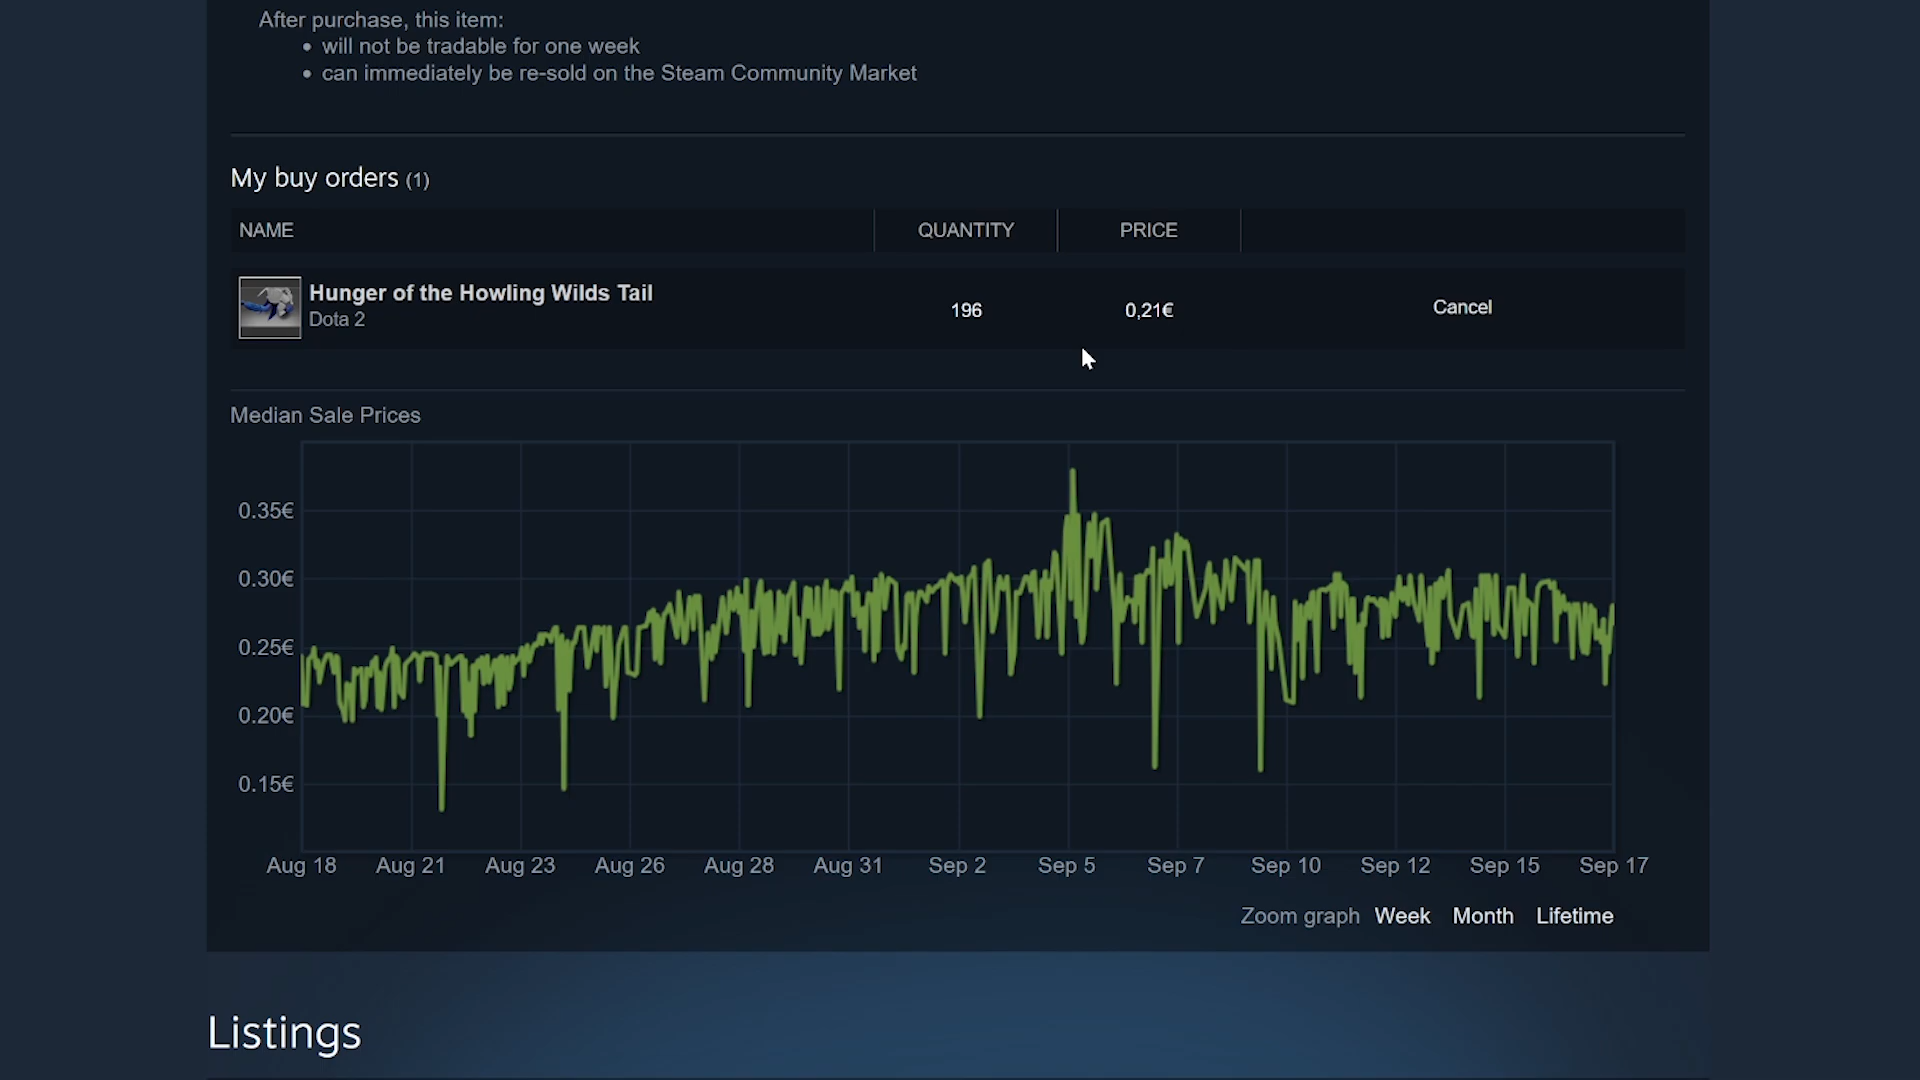 After purchase, this item:
• will not be tradable for one week
• can immediately be re-sold on the Steam Community Market
My buy orders (1)
NAME QUANTITY PRICE
Hunger of the Howling Wilds Tail
Dota 2
196 0,21€ Cancel
Median Sale Prices
0.35€
0.30€
0.25€
0.20€
0.15€
Aug 18 Aug 21 Aug 23 Aug 26 Aug 28 Aug 31 Sep 2 Sep 5 Sep 7 Sep 10 Sep 12 Sep 15 Sep 17
Zoom graph Week Month Lifetime
Listings